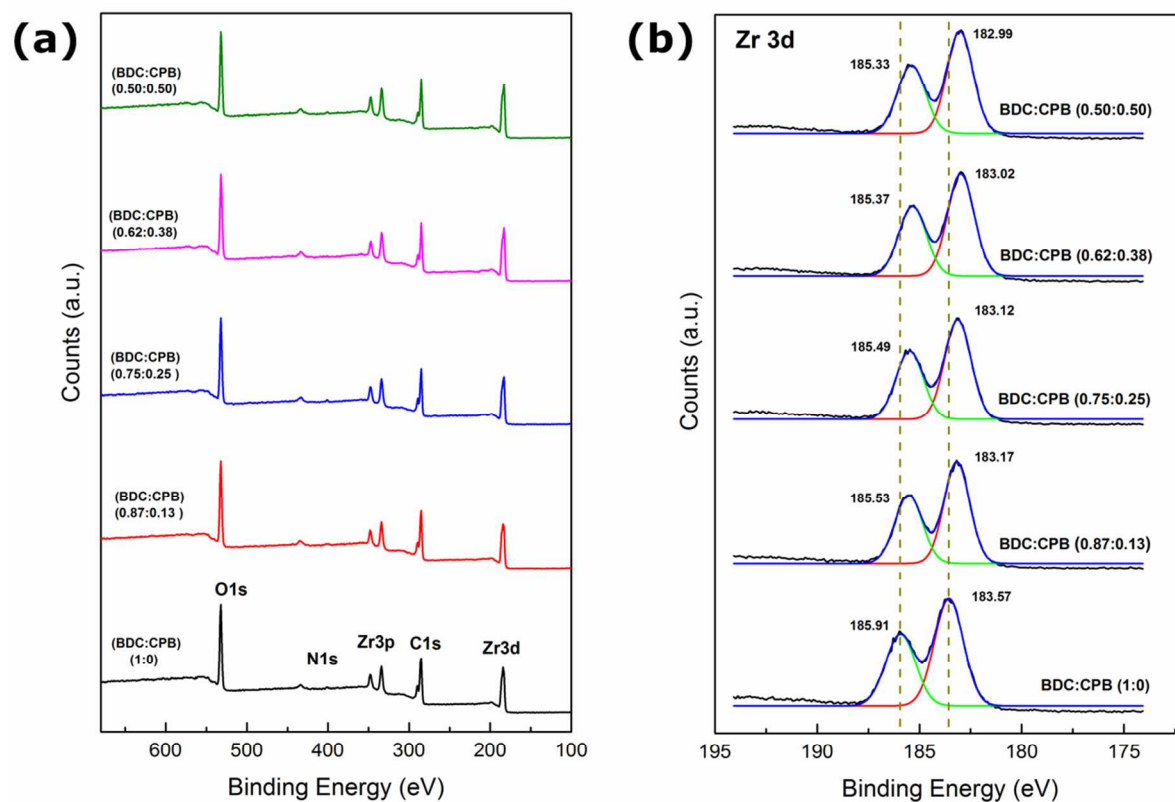 (a)
(BDC:CPB)
(0.50:0.50)
(BDC:CPB)
(0.62:0.38)
(BDC:CPB)
(0.75:0.25 )
(BDC:CPB)
(0.87:0.13 )
O1s
(BDC:CPB)
(1:0)
N1s
Zr3p
C1s
Zr3d
Counts (a.u.)
600
500
400
300
200
100
Binding Energy (eV)
(b)
Zr 3d
182.99
185.33
BDC:CPB (0.50:0.50)
183.02
185.37
BDC:CPB (0.62:0.38)
183.12
185.49
BDC:CPB (0.75:0.25)
183.17
185.53
BDC:CPB (0.87:0.13)
183.57
185.91
BDC:CPB (1:0)
Counts (a.u.)
195
190
185
180
175
Binding Energy (eV)